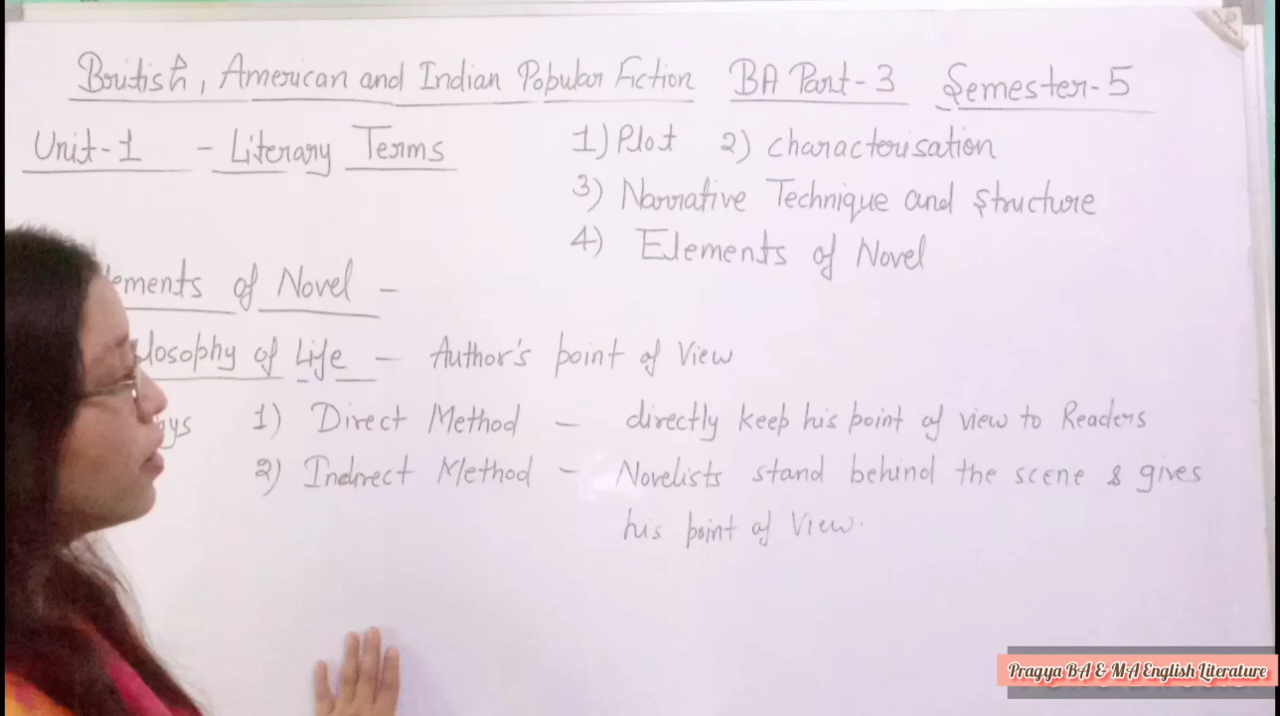 British, American and Indian Popular Fiction BA Part-3 Semester-5
Unit-1 - Literary Terms 1) Plot 2) Characterisation
3) Narrative Technique and Structure
4) Elements of Novel
ements of Novel -
losophy of Life - Author's point of View
ys 1) Direct Method - directly keep his point of view to Readers
2) Indirect Method - Novelists stand behind the scene & gives
his point of View.
Pragya BA & MA English Literature